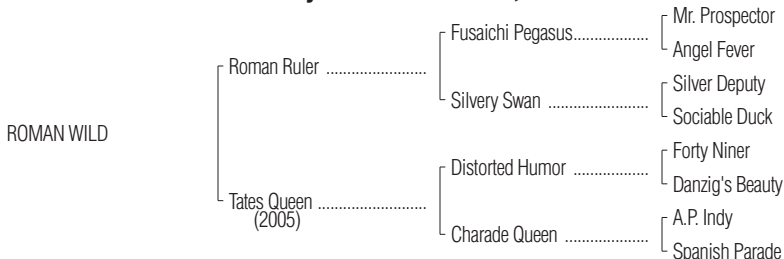 Mr. Prospector
Fusaichi Pegasus..................
Angel Fever
Roman Ruler ........................
Silver Deputy
Silvery Swan ........................
Sociable Duck
ROMAN WILD
Forty Niner
Distorted Humor ..................
Danzig's Beauty
Tates Queen ..........................
(2005)
A.P. Indy
Charade Queen ....................
Spanish Parade